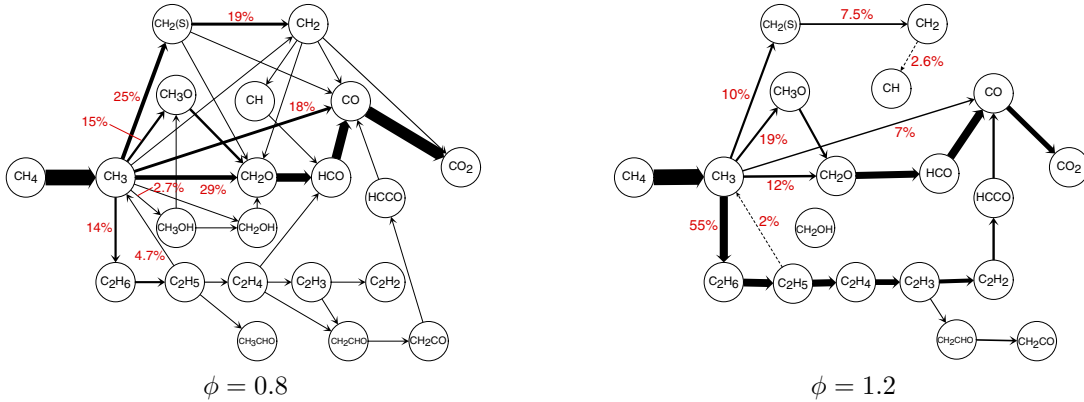 CH2(S) 19% CH2
25% CH3O CH 18% CO
15%
CH4 CH3 2.7% 29% CH2O HCO CO2
HCCO
14% CH3OH CH2OH
4.7%
C2H6 C2H5 C2H4 C2H3 C2H2
CH3CHO CH2CHO CH2CO
ϕ = 0.8
CH2(S) 7.5% CH2
2.6%
10% CH3O CH CO
19% 7%
CH4 CH3 12% CH2O HCO CO2
HCCO
55% 2% CH2OH
C2H6 C2H5 C2H4 C2H3 C2H2
CH2CHO CH2CO
ϕ = 1.2